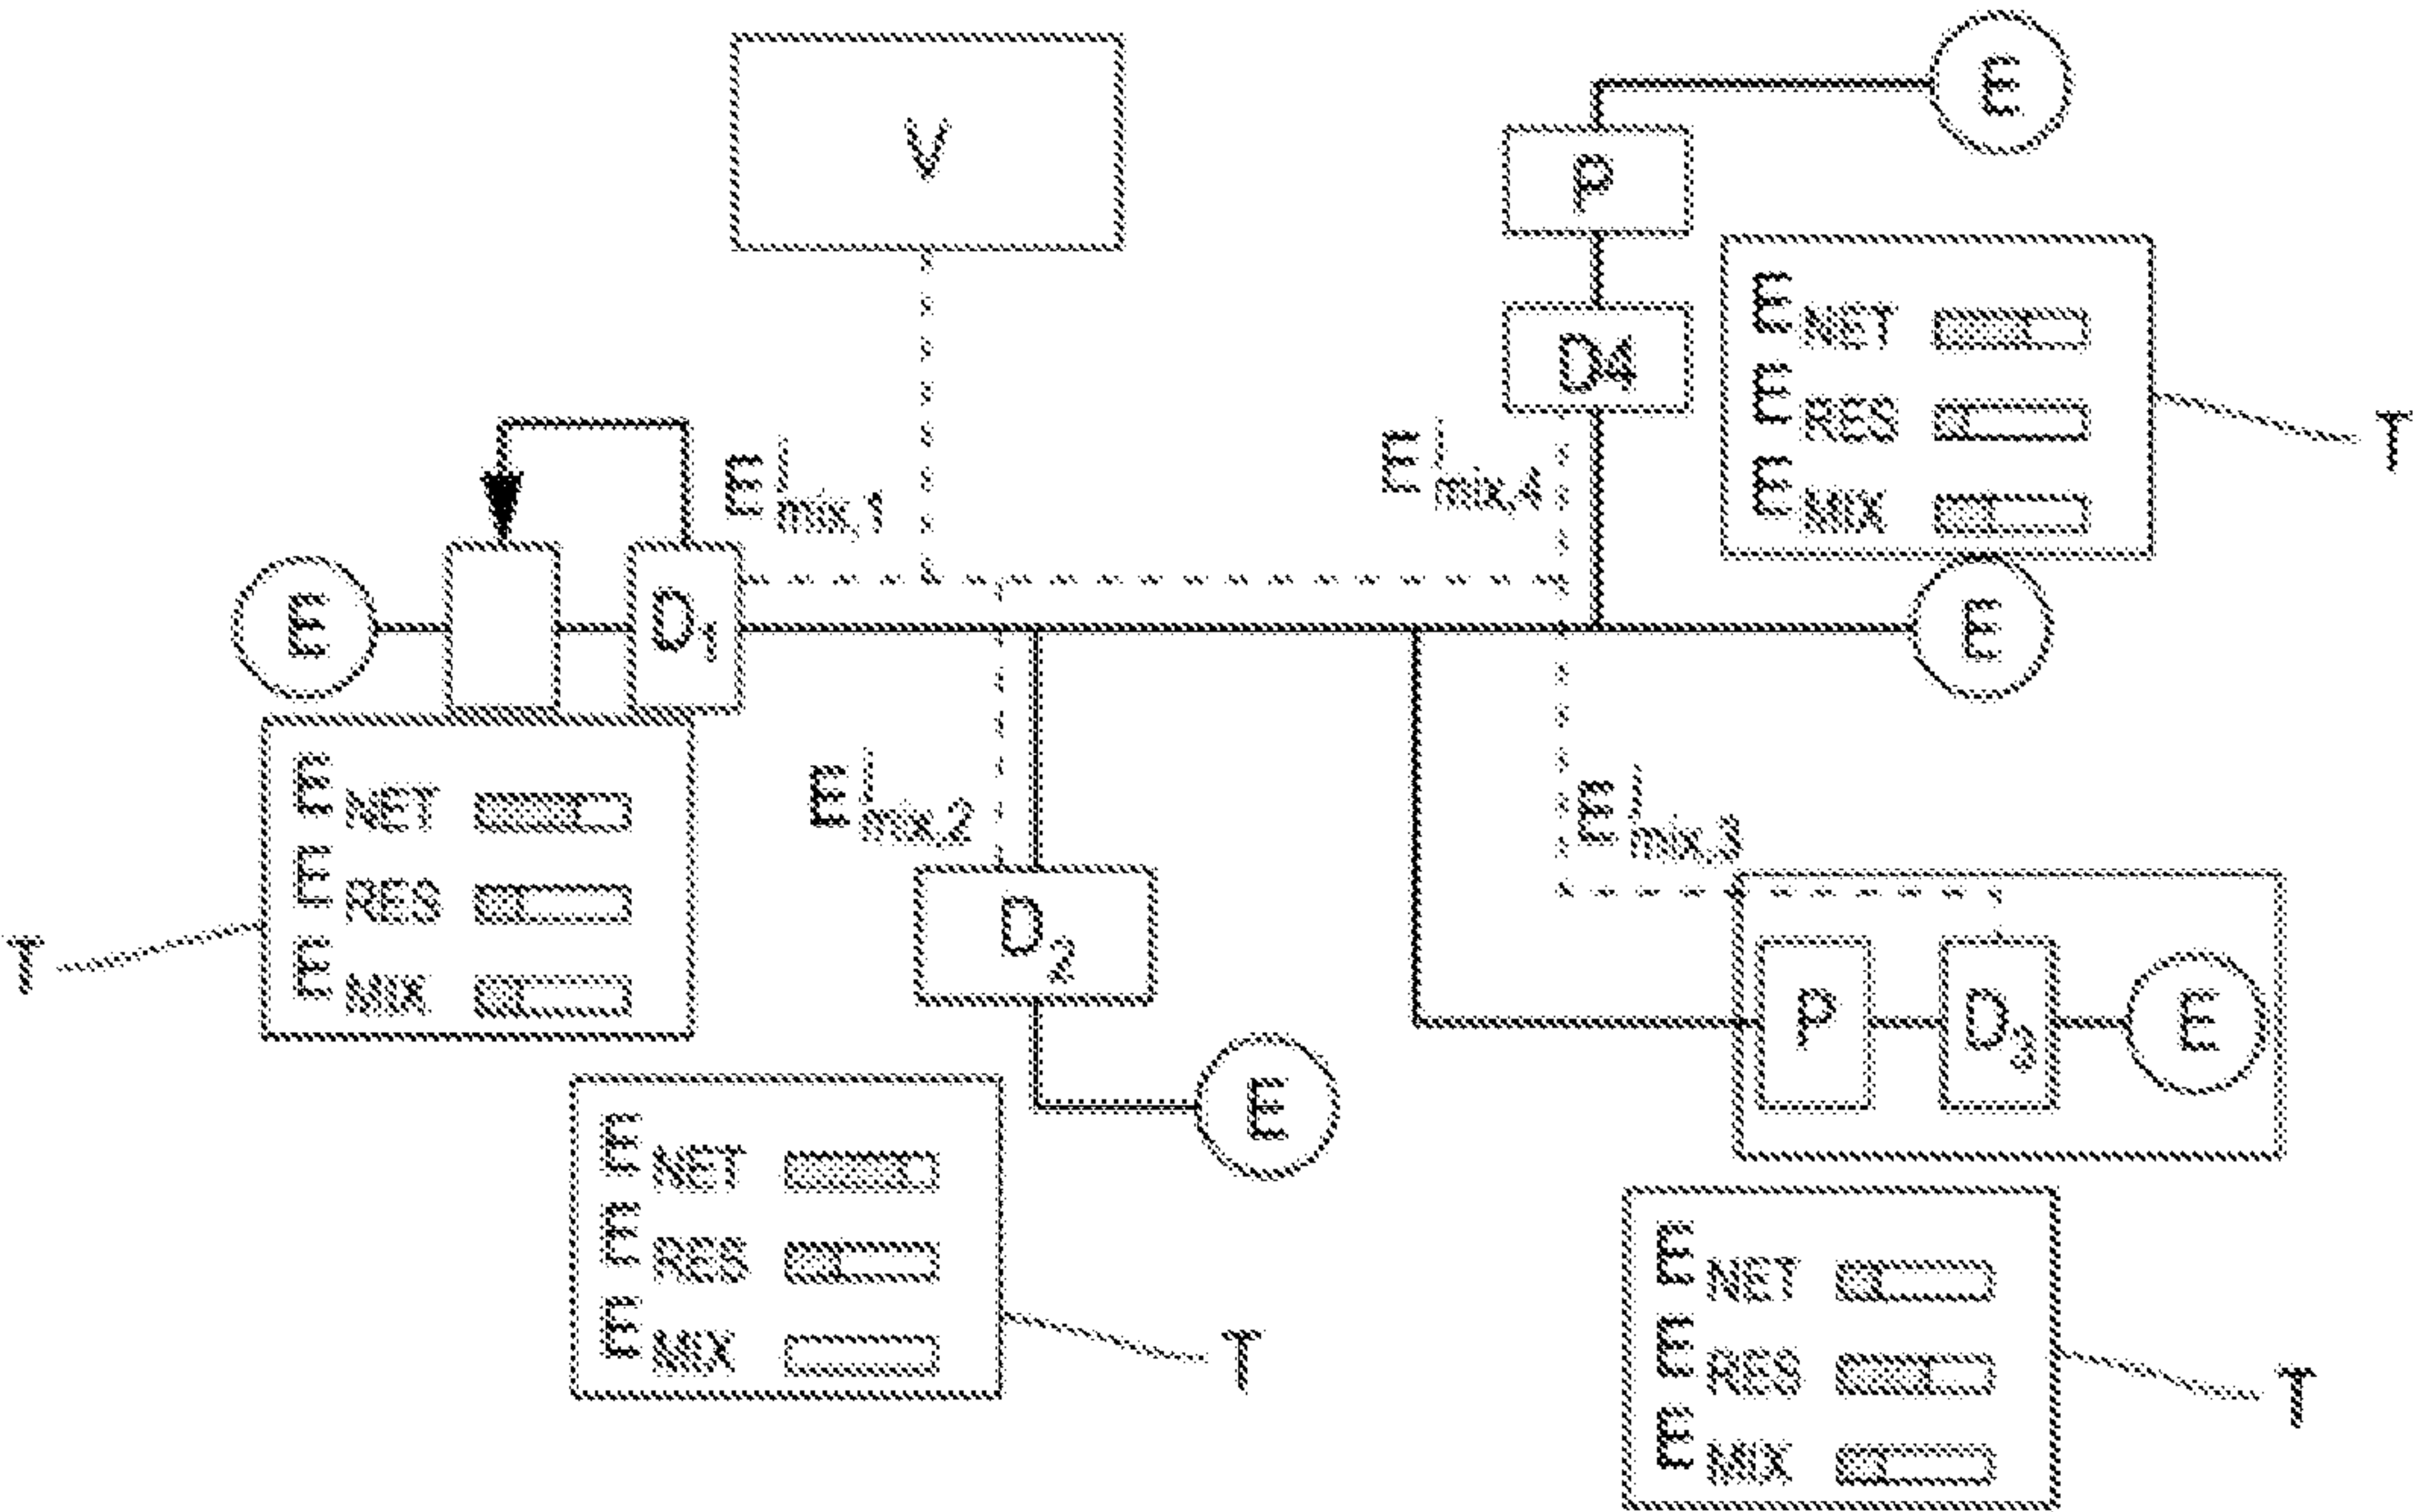 E
V
P
D4
E NET
E RES
E MIX
T
E i mix,4
E i mix,1
E
D1
E
E NET
E RES
E MIX
T
E i mix,2
E i mix,3
D2
P
D3
E
E
E NET
E RES
E MIX
T
E NET
E RES
E MIX
T